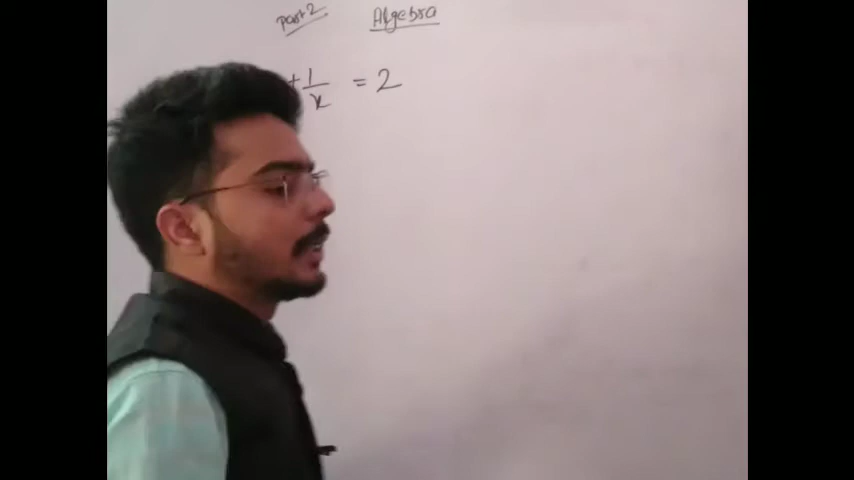 Part 2 Algebra
+ 1/x = 2